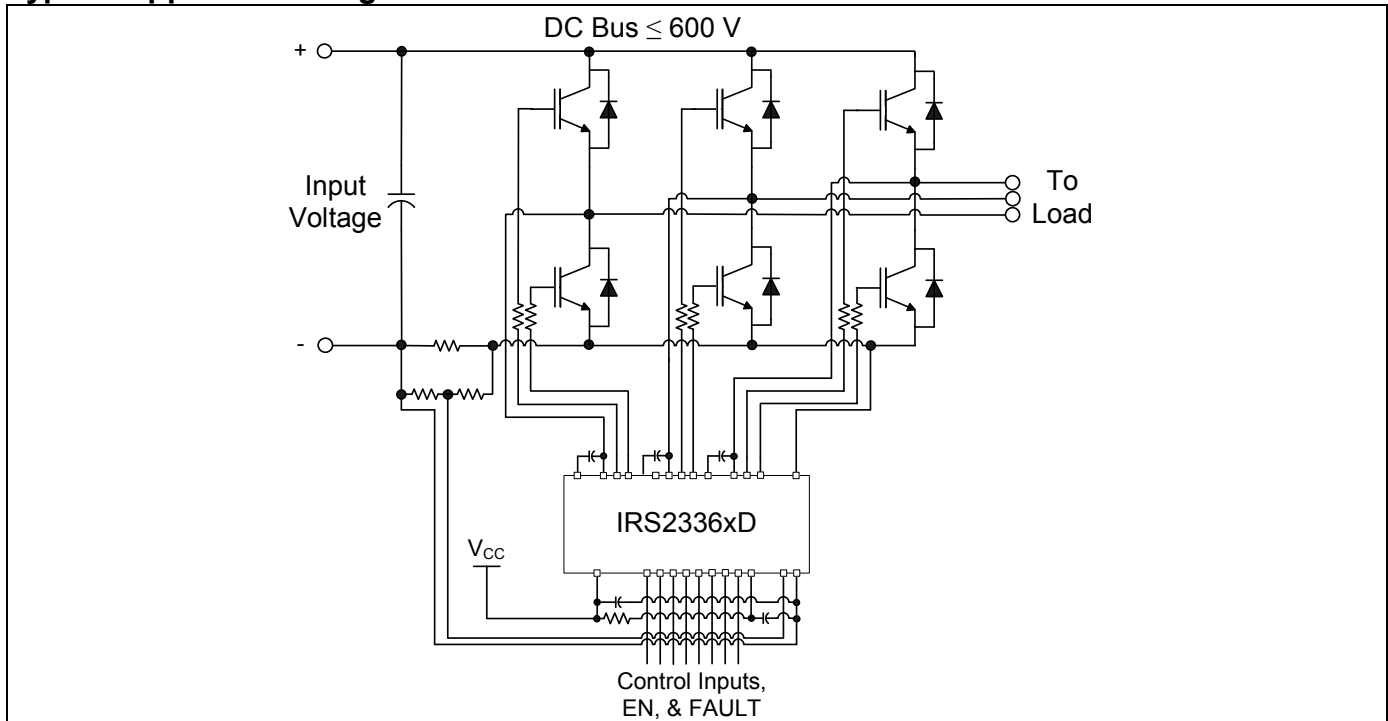 DC Bus ≤ 600 V
+
Input
Voltage
To
Load
-
IRS2336xD
VCC
Control Inputs,
EN, & FAULT